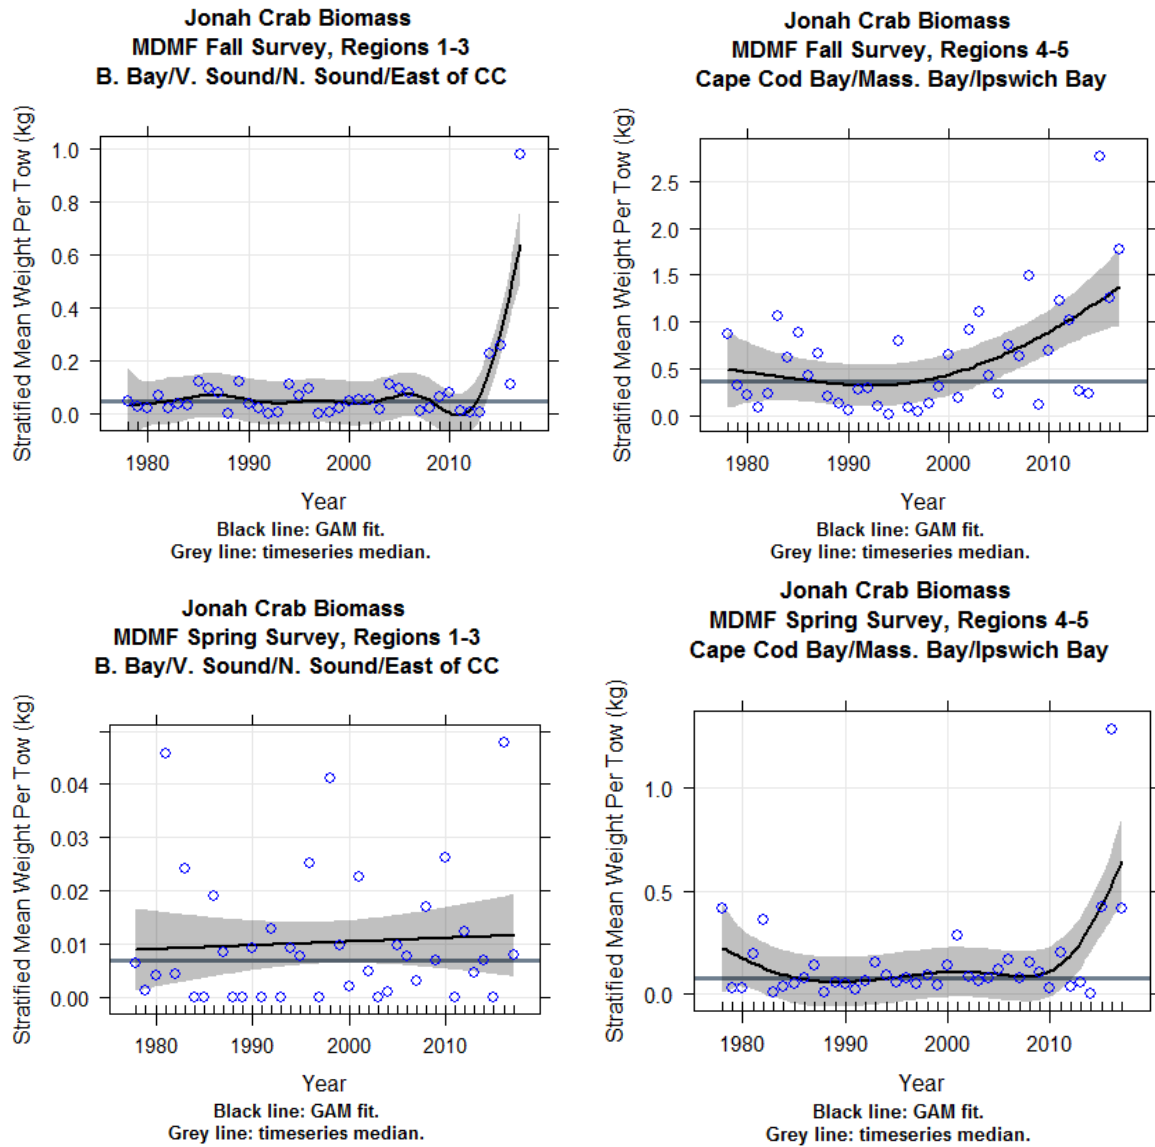 Jonah Crab Biomass
MDMF Fall Survey, Regions 1-3
B. Bay/V. Sound/N. Sound/East of CC
Stratified Mean Weight Per Tow (kg)
1.0
0.8
0.6
0.4
0.2
0.0
1980 1990 2000 2010
Year
Black line: GAM fit.
Grey line: timeseries median.
Jonah Crab Biomass
MDMF Fall Survey, Regions 4-5
Cape Cod Bay/Mass. Bay/Ipswich Bay
Stratified Mean Weight Per Tow (kg)
2.5
2.0
1.5
1.0
0.5
0.0
1980 1990 2000 2010
Year
Black line: GAM fit.
Grey line: timeseries median.
Jonah Crab Biomass
MDMF Spring Survey, Regions 1-3
B. Bay/V. Sound/N. Sound/East of CC
Stratified Mean Weight Per Tow (kg)
0.04
0.03
0.02
0.01
0.00
1980 1990 2000 2010
Year
Black line: GAM fit.
Grey line: timeseries median.
Jonah Crab Biomass
MDMF Spring Survey, Regions 4-5
Cape Cod Bay/Mass. Bay/Ipswich Bay
Stratified Mean Weight Per Tow (kg)
1.0
0.5
0.0
1980 1990 2000 2010
Year
Black line: GAM fit.
Grey line: timeseries median.